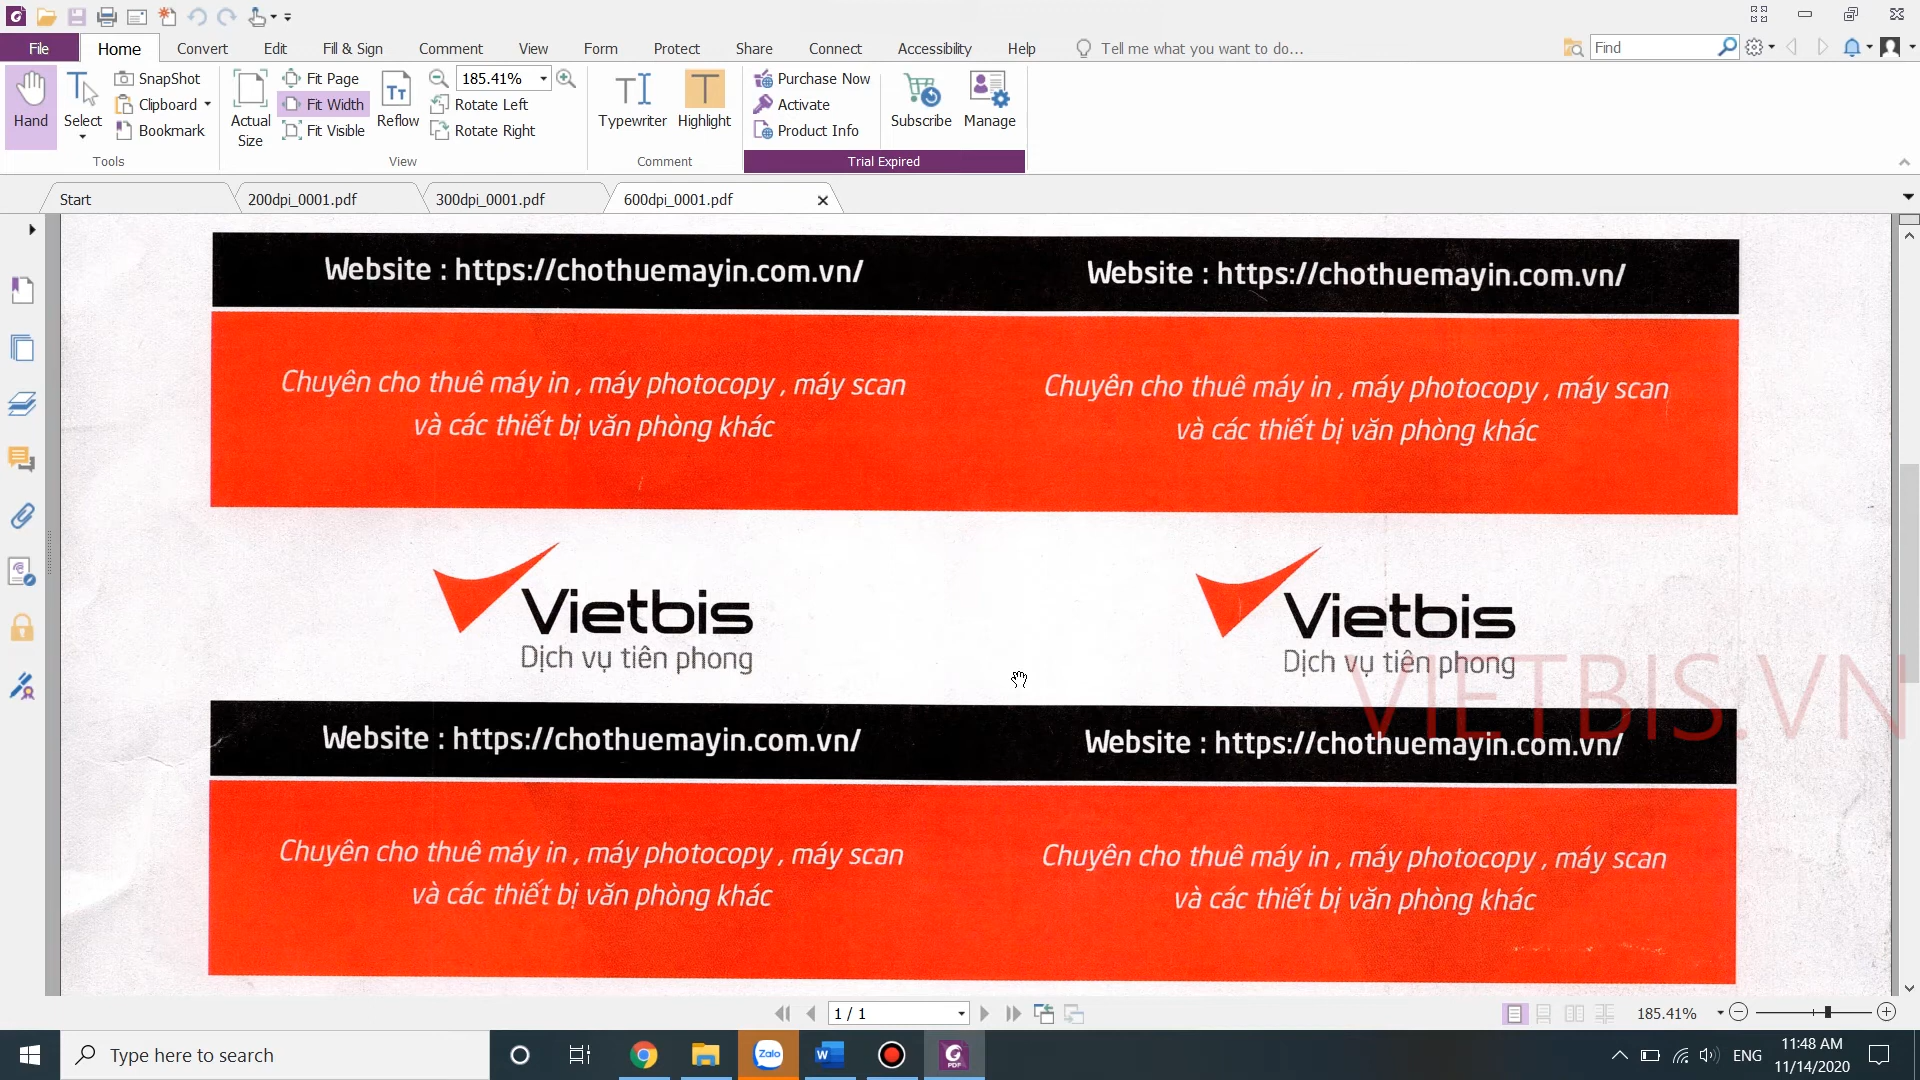 File Home Convert Edit Fill & Sign Comment View Form Protect Share Connect Accessibility Help Tell me what you want to do... Find
Hand
Select
SnapShot
Clipboard
Bookmark
Tools
Actual
Size
Fit Page
Fit Width
Fit Visible
Reflow
185.41%
Rotate Left
Rotate Right
View
Typewriter
Highlight
Comment
Purchase Now
Activate
Product Info
Subscribe
Manage
Trial Expired
Start 200dpi_0001.pdf 300dpi_0001.pdf 600dpi_0001.pdf
Website : https://chothuemayin.com.vn/
Website : https://chothuemayin.com.vn/
Chuyên cho thuê máy in , máy photocopy , máy scan
và các thiết bị văn phòng khác
Chuyên cho thuê máy in , máy photocopy , máy scan
và các thiết bị văn phòng khác
Vietbis
Dịch vụ tiên phong
Vietbis
Dịch vụ tiên phong
VIETBIS.VN
Website : https://chothuemayin.com.vn/
Website : https://chothuemayin.com.vn/
Chuyên cho thuê máy in , máy photocopy , máy scan
và các thiết bị văn phòng khác
Chuyên cho thuê máy in , máy photocopy , máy scan
và các thiết bị văn phòng khác
1 / 1
185.41%
Type here to search
Zalo
W
PDF
ENG
11:48 AM
11/14/2020